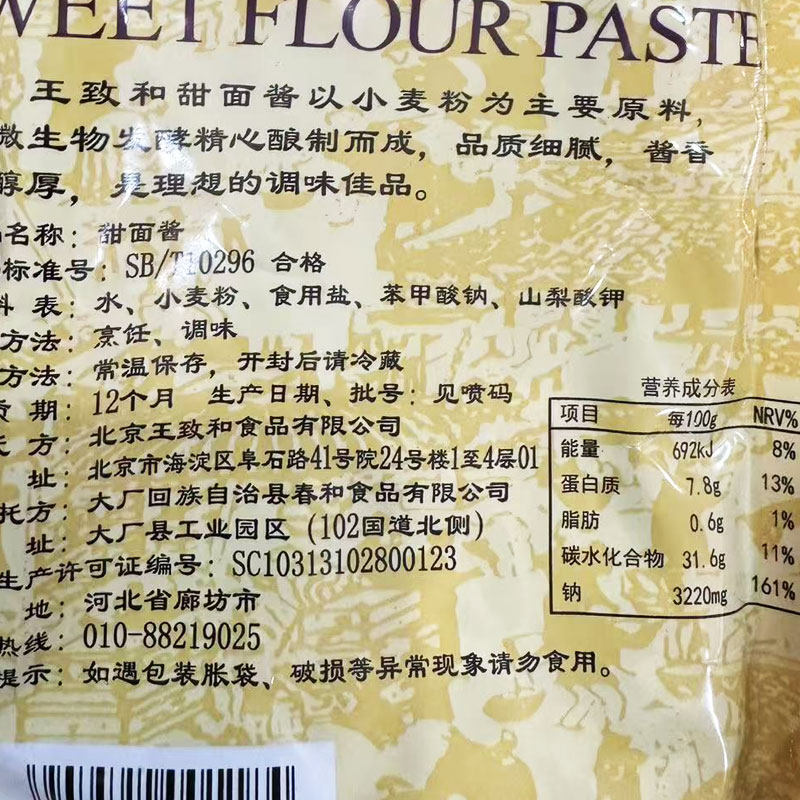 WEET FLOUR PASTE
王致和甜面酱以小麦粉为主要原料,
微生物发酵精心酿制而成，品质细腻，酱香
醇厚，是理想的调味佳品。
品名称：甜面酱
标准号：SB/T10296 合格
料 表：水、小麦粉、食用盐、苯甲酸钠、山梨酸钾
方法：烹饪、调味
方法：常温保存，开封后请冷藏
质 期：12个月 生产日期、批号：见喷码
托 方：北京王致和食品有限公司
址：北京市海淀区阜石路41号院24号楼1至4层01
托方：大厂回族自治县春和食品有限公司
址：大厂县工业园区（102国道北侧）
生产许可证编号：SC10313102800123
地：河北省廊坊市
热线：010-88219025
提示：如遇包装胀袋、破损等异常现象请勿食用。
营养成分表
项目 每100g NRV%
能量 692kJ 8%
蛋白质 7.8g 13%
脂肪 0.6g 1%
碳水化合物 31.6g 11%
钠 3220mg 161%